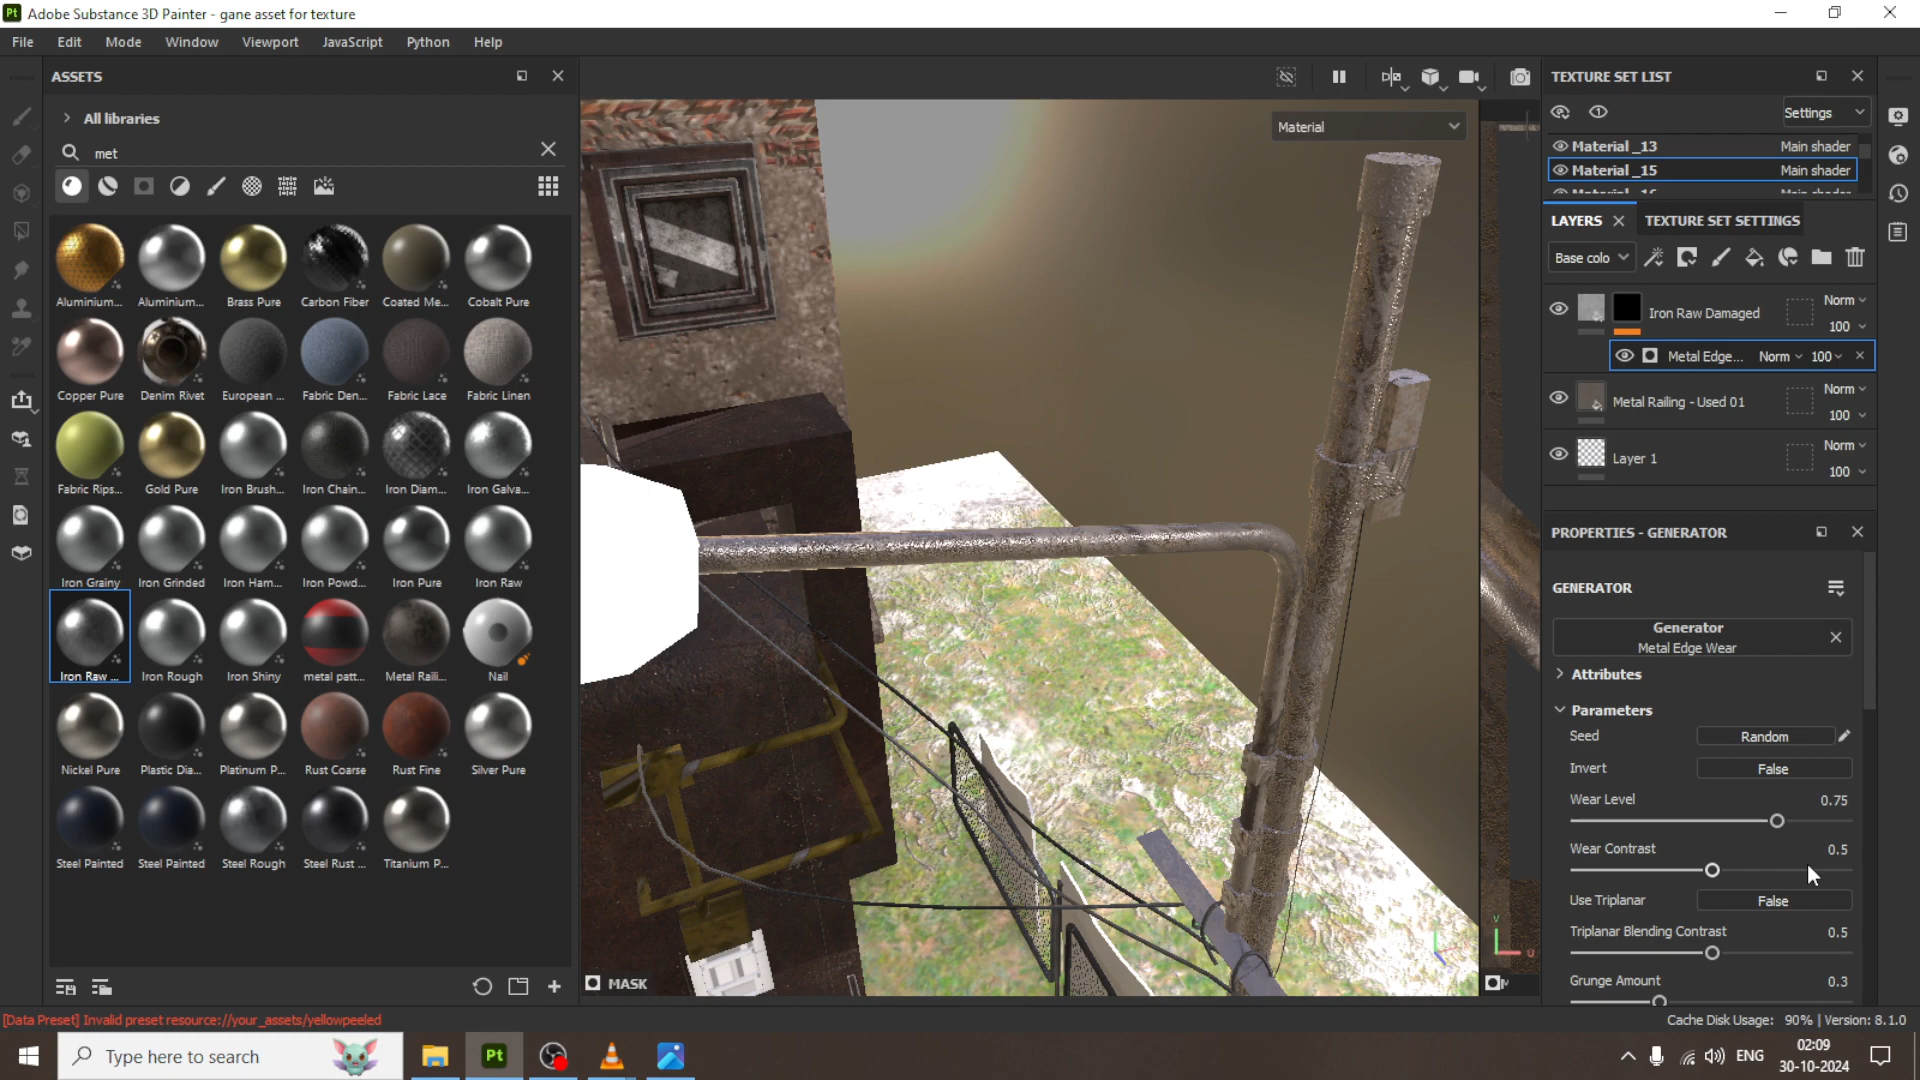 Pt Adobe Substance 3D Painter - gane asset for texture
File Edit Mode Window Viewport JavaScript Python Help
ASSETS
All libraries
met
Aluminium... Aluminium... Brass Pure Carbon Fiber Coated Me... Cobalt Pure
Copper Pure Denim Rivet European ... Fabric Den... Fabric Lace Fabric Linen
Fabric Rips... Gold Pure Iron Brush... Iron Chain... Iron Diam... Iron Galva...
Iron Grainy Iron Grinded Iron Ham... Iron Powd... Iron Pure Iron Raw
Iron Raw ... Iron Rough Iron Shiny metal patt... Metal Raili... Nail
Nickel Pure Plastic Dia... Platinum P... Rust Coarse Rust Fine Silver Pure
Steel Painted Steel Painted Steel Rough Steel Rust ... Titanium P...
Material
MASK
TEXTURE SET LIST
Settings
Material _13 Main shader
Material _15 Main shader
LAYERS TEXTURE SET SETTINGS
Base colo
Iron Raw Damaged Norm
100
Metal Edge... Norm 100
Metal Railing - Used 01 Norm
100
Layer 1 Norm
100
PROPERTIES - GENERATOR
GENERATOR
Generator
Metal Edge Wear
Attributes
Parameters
Seed Random
Invert False
Wear Level 0.75
Wear Contrast 0.5
Use Triplanar False
Triplanar Blending Contrast 0.5
Grunge Amount 0.3
[Data Preset] Invalid preset resource://your_assets/yellowpeeled
Cache Disk Usage: 90% | Version: 8.1.0
Type here to search
Pt
ENG
02:09
30-10-2024